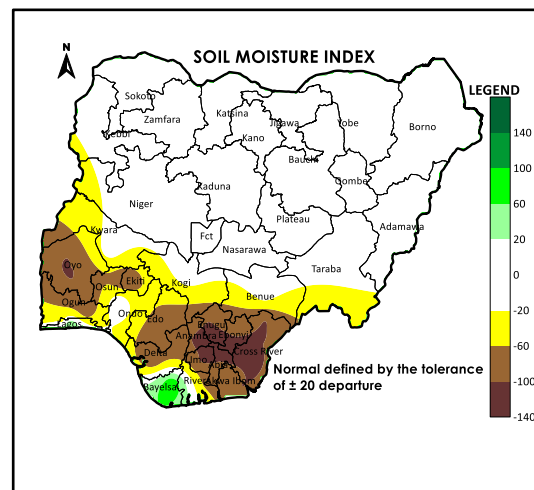 N
SOIL MOISTURE INDEX
LEGEND
Sokoto
Zamfara
Katsina
Jigawa
Yobe
Borno
Kebbi
Kano
Bauchi
Kaduna
Gombe
Niger
Plateau
Adamawa
Kwara
Fct
Nasarawa
Taraba
Oyo
Osun
Ekiti
Kogi
Benue
Ogun
Ondo
Edo
Enugu
Lagos
Anambra
Ebonyi
Delta
Imo
Abia
Cross River
Bayelsa
Rivers
Akwa Ibom
Normal defined by the tolerance
of ± 20 departure
140
100
60
20
0
-20
-60
-100
-140